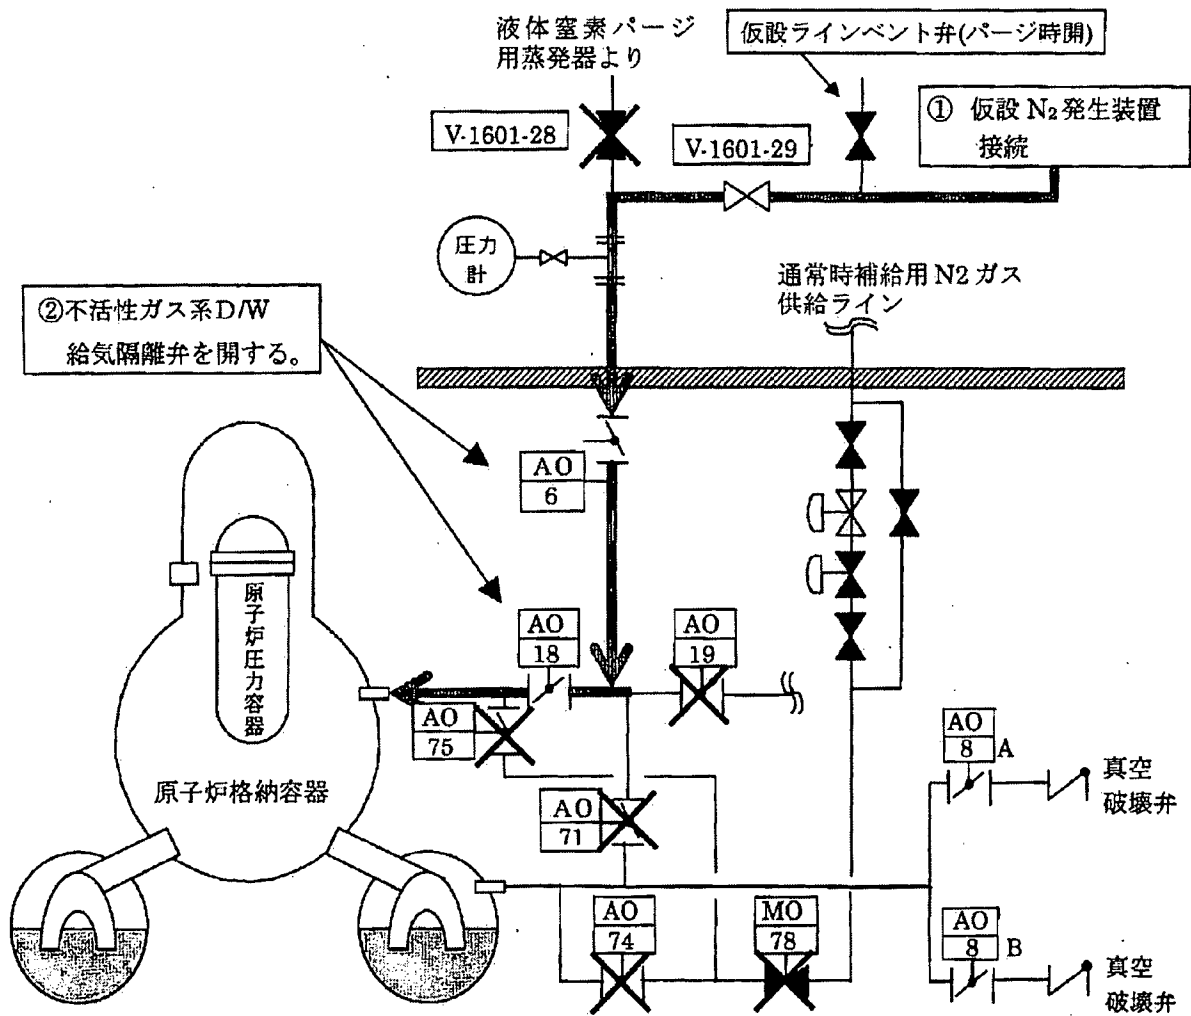 液体窒素パージ
用蒸発器より
仮設ラインベント弁(パージ時開)
① 仮設 N₂発生装置
接続
V-1601-28
V-1601-29
圧力
計
通常時補給用N2ガス
供給ライン
②不活性ガス系D/W
給気隔離弁を開する。
AO
6
原子炉圧力容器
AO
18
AO
19
AO
75
AO
8
A
真空
破壊弁
原子炉格納容器
AO
71
AO
74
MO
78
AO
8
B
真空
破壊弁